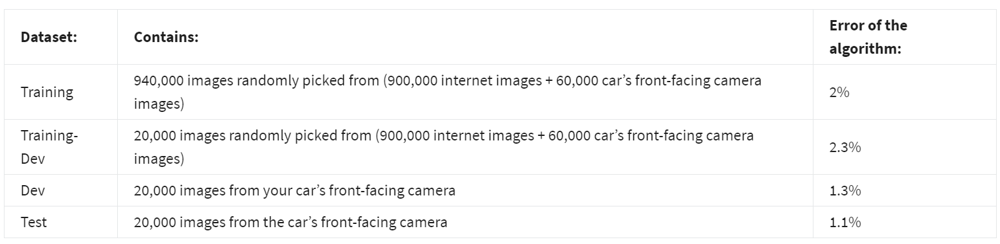 Dataset:
Contains:
Error of the
algorithm:
Training
940,000 images randomly picked from (900,000 internet images + 60,000 car’s front-facing camera
images)
2%
Training-
Dev
20,000 images randomly picked from (900,000 internet images + 60,000 car’s front-facing camera
images)
2.3%
Dev
20,000 images from your car’s front-facing camera
1.3%
Test
20,000 images from the car’s front-facing camera
1.1%